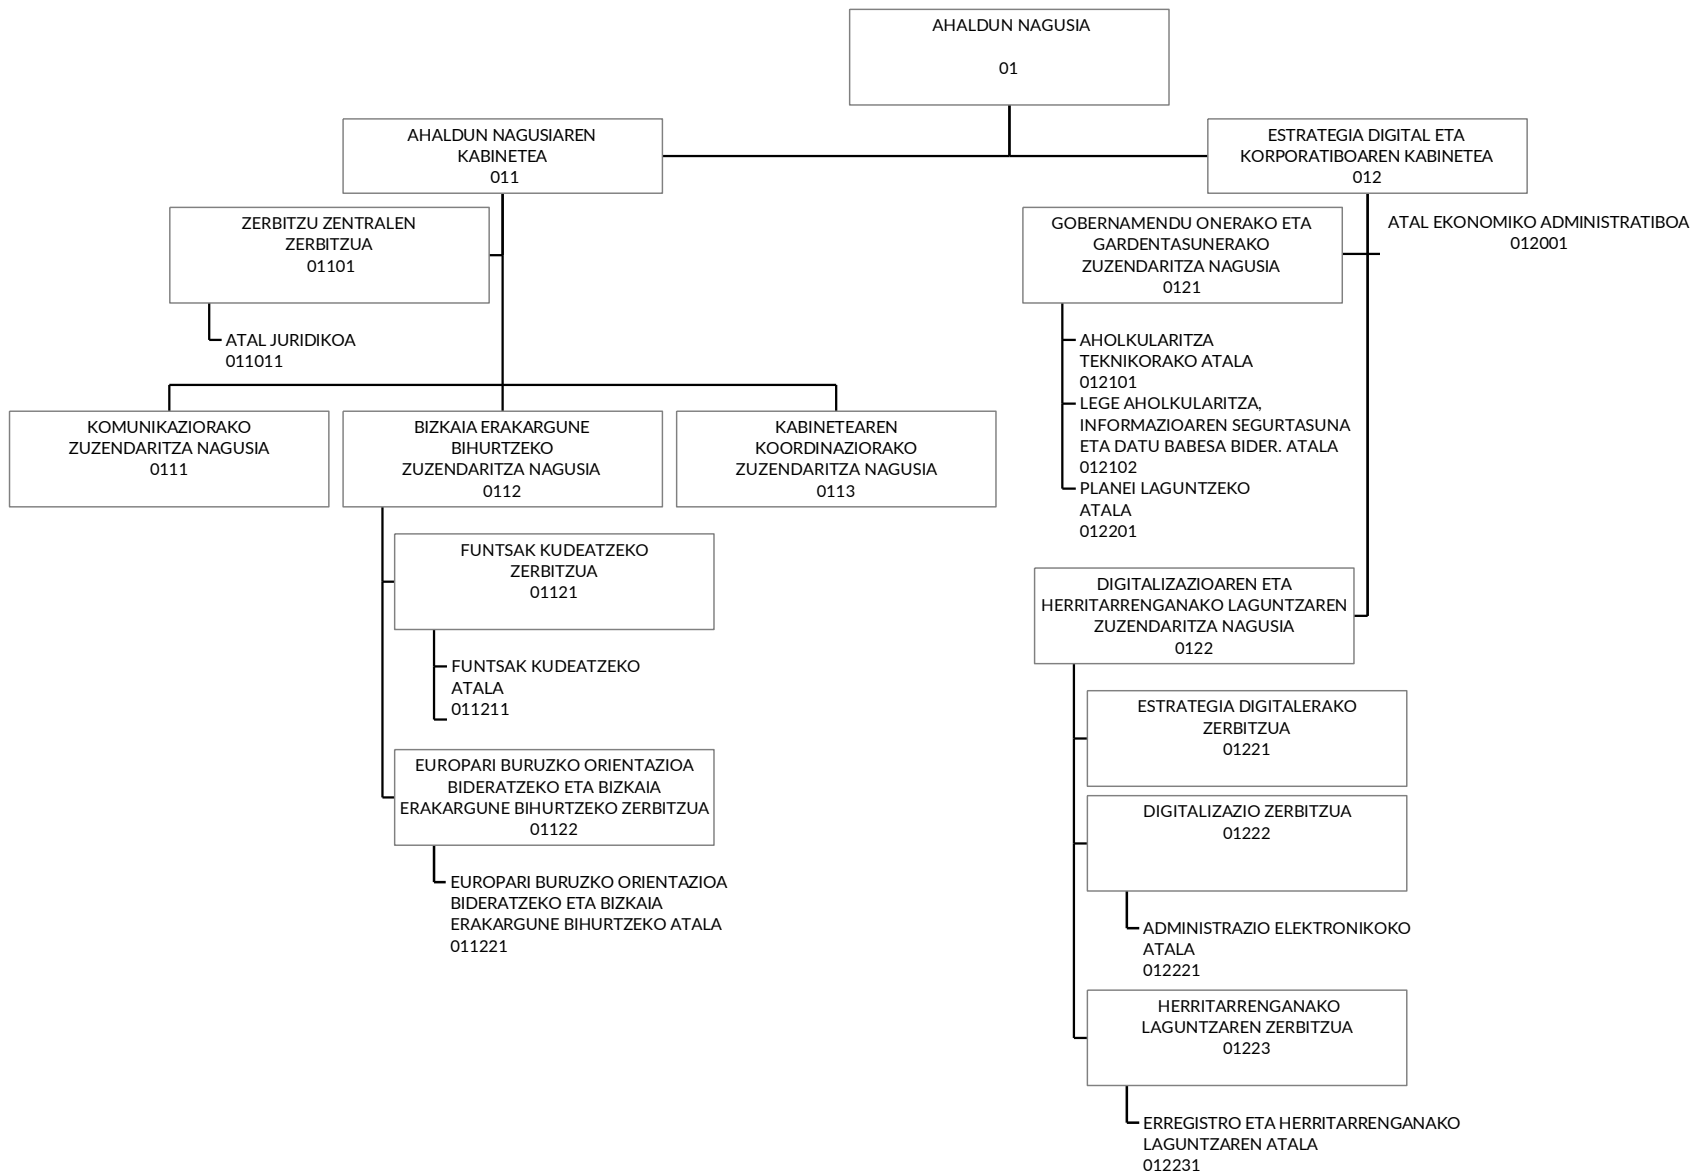 AHALDUN NAGUSIA
01
AHALDUN NAGUSIAREN
KABINETEA
011
ESTRATEGIA DIGITAL ETA
KORPORATIBOAREN KABINETEA
012
ZERBITZU ZENTRALEN
ZERBITZUA
01101
ATAL JURIDIKOA
011011
KOMUNIKAZIORAKO
ZUZENDARITZA NAGUSIA
0111
BIZKAIA ERAKARGUNE
BIHURTZEKO
ZUZENDARITZA NAGUSIA
0112
KABINETEAREN
KOORDINAZIORAKO
ZUZENDARITZA NAGUSIA
0113
FUNTSAK KUDEATZEKO
ZERBITZUA
01121
FUNTSAK KUDEATZEKO
ATALA
011211
EUROPARI BURUZKO ORIENTAZIOA
BIDERATZEKO ETA BIZKAIA
ERAKARGUNE BIHURTZEKO ZERBITZUA
01122
EUROPARI BURUZKO ORIENTAZIOA
BIDERATZEKO ETA BIZKAIA
ERAKARGUNE BIHURTZEKO ATALA
011221
GOBERNAMENDU ONERAKO ETA
GARDENTASUNERAKO
ZUZENDARITZA NAGUSIA
0121
ATAL EKONOMIKO ADMINISTRATIBOA
012001
AHOLKULARITZA
TEKNIKORAKO ATALA
012101
LEGE AHOLKULARITZA,
INFORMAZIOAREN SEGURTASUNA
ETA DATU BABESA BIDER. ATALA
012102
PLANEI LAGUNTZEKO
ATALA
012201
DIGITALIZAZIOAREN ETA
HERRITARRENGANAKO LAGUNTZAREN
ZUZENDARITZA NAGUSIA
0122
ESTRATEGIA DIGITALERAKO
ZERBITZUA
01221
DIGITALIZAZIO ZERBITZUA
01222
ADMINISTRAZIO ELEKTRONIKOKO
ATALA
012221
HERRITARRENGANAKO
LAGUNTZAREN ZERBITZUA
01223
ERREGISTRO ETA HERRITARRENGANAKO
LAGUNTZAREN ATALA
012231